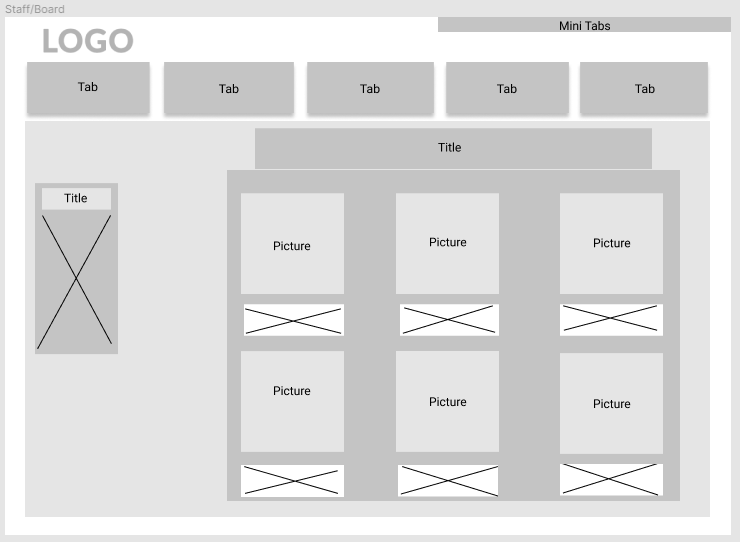 Staff/Board
Mini Tabs
LOGO
Tab
Tab
Tab
Tab
Tab
Title
Title
Picture
Picture
Picture
Picture
Picture
Picture